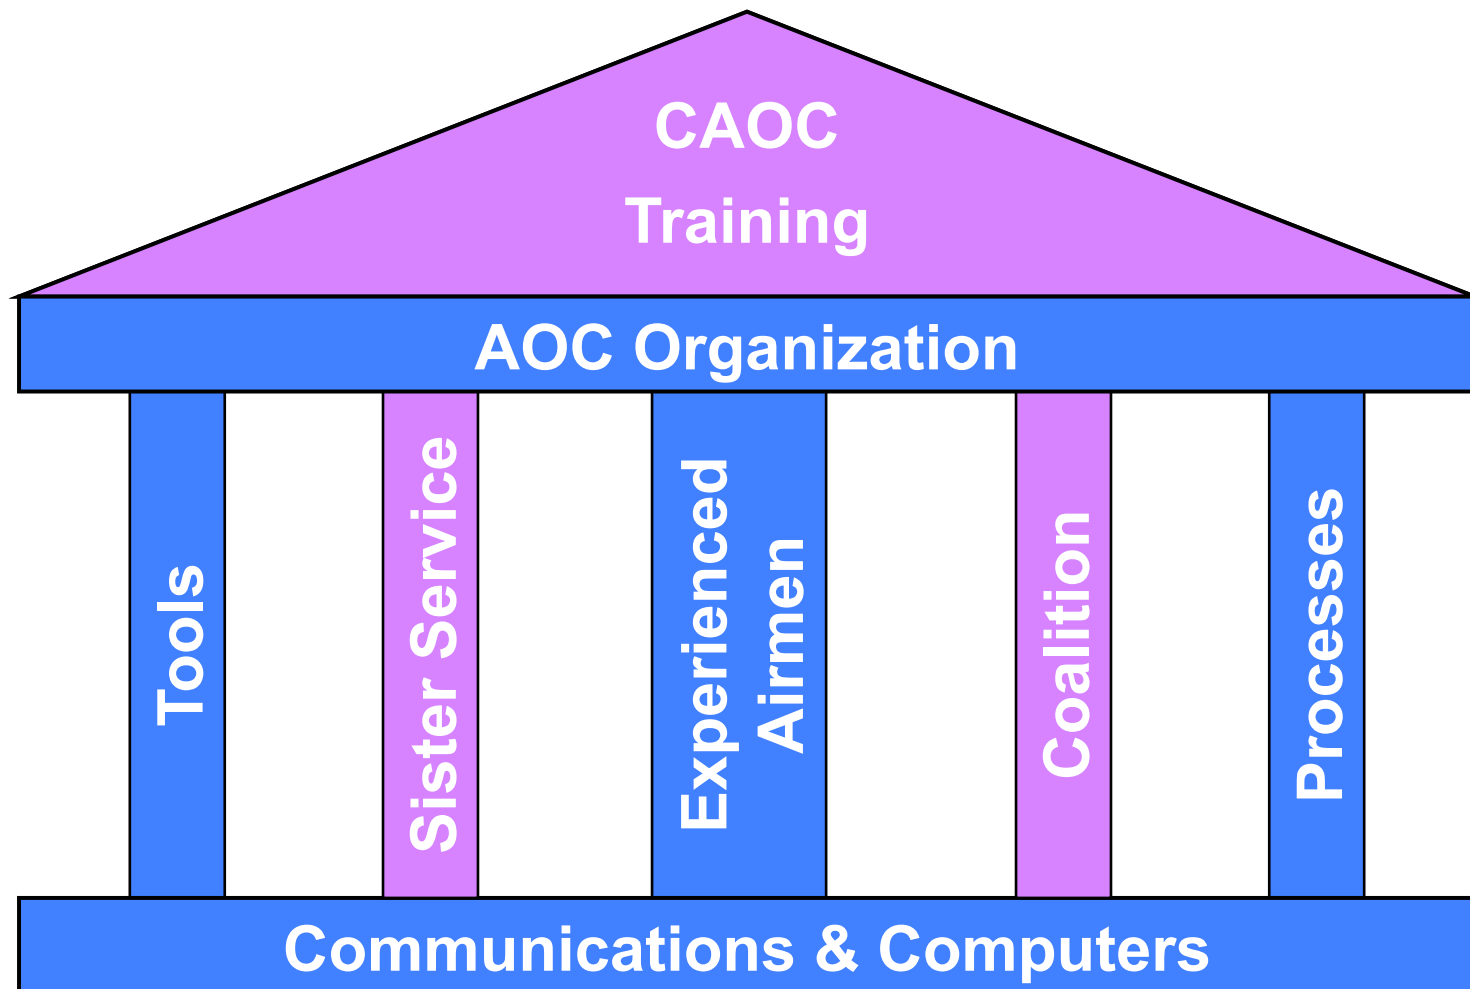 CAOC
Training
AOC Organization
Tools
Sister Service
Experienced
Airmen
Coalition
Processes
Communications & Computers